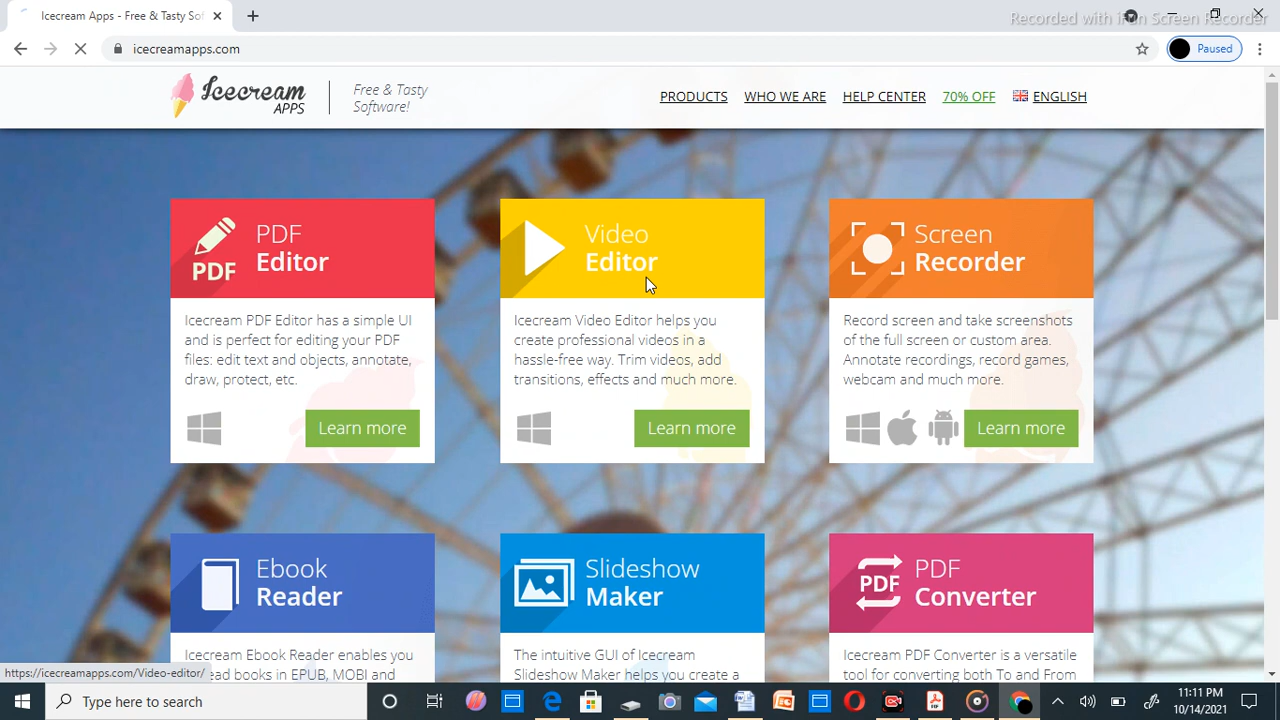 Icecream Apps - Free & Tasty Sof
Recorded with iFun Screen Recorder
icecreamapps.com
Paused
Icecream
APPS
Free & Tasty
Software!
PRODUCTS
WHO WE ARE
HELP CENTER
70% OFF
ENGLISH
PDF
PDF
Editor
Icecream PDF Editor has a simple UI
and is perfect for editing your PDF
files: edit text and objects, annotate,
draw, protect, etc.
Learn more
Video
Editor
Icecream Video Editor helps you
create professional videos in a
hassle-free way. Trim videos, add
transitions, effects and much more.
Learn more
Screen
Recorder
Record screen and take screenshots
of the full screen or custom area.
Annotate recordings, record games,
webcam and much more.
Learn more
Ebook
Reader
Icecream Ebook Reader enables you
ead books in EPUB, MOBI and
Slideshow
Maker
The intuitive GUI of Icecream
Slideshow Maker helps you create a
PDF
PDF
Converter
Icecream PDF Converter is a versatile
tool for converting both To and From
https://icecreamapps.com/Video-editor/
Type here to search
11:11 PM
10/14/2021